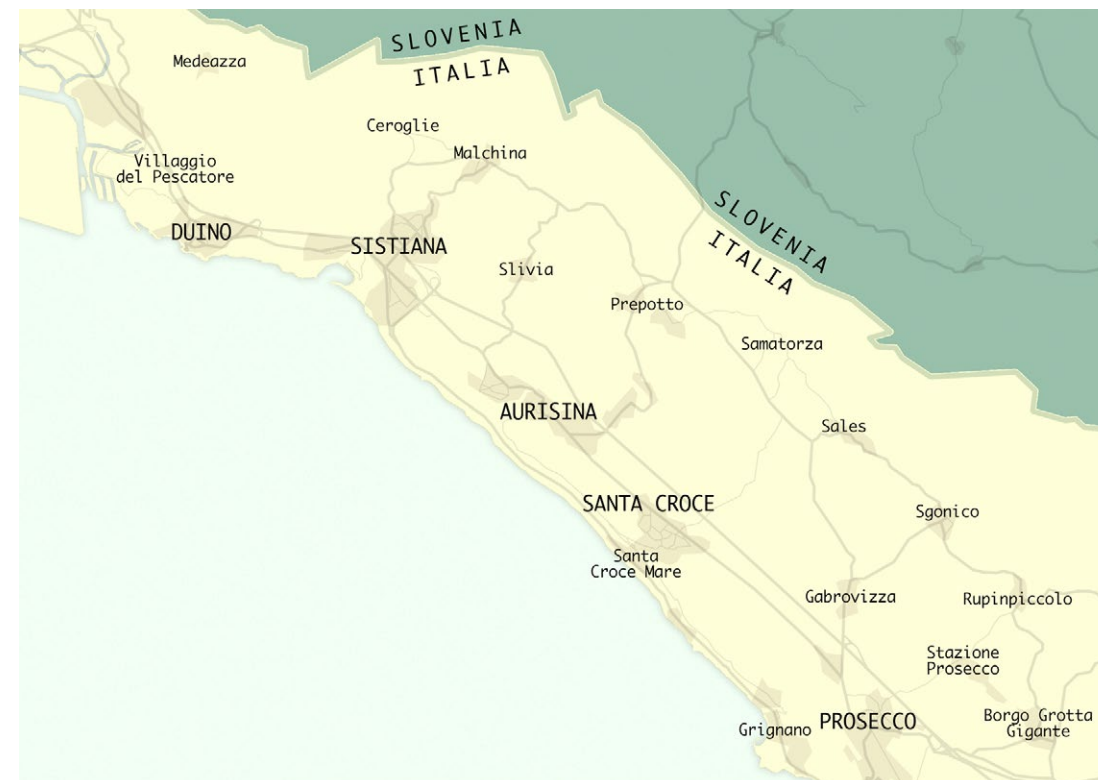 SLOVENIA
ITALIA
Medeazza
Ceroglie
Malchina
Villaggio
del Pescatore
DUINO
SISTIANA
SLOVENIA
ITALIA
Slivia
Prepotto
Samatorza
AURISINA
Sales
SANTA CROCE
Sgonico
Santa
Croce Mare
Gabrovizza
Rupinpiccolo
Stazione
Prosecco
Grignano
PROSECCO
Borgo Grotta
Gigante